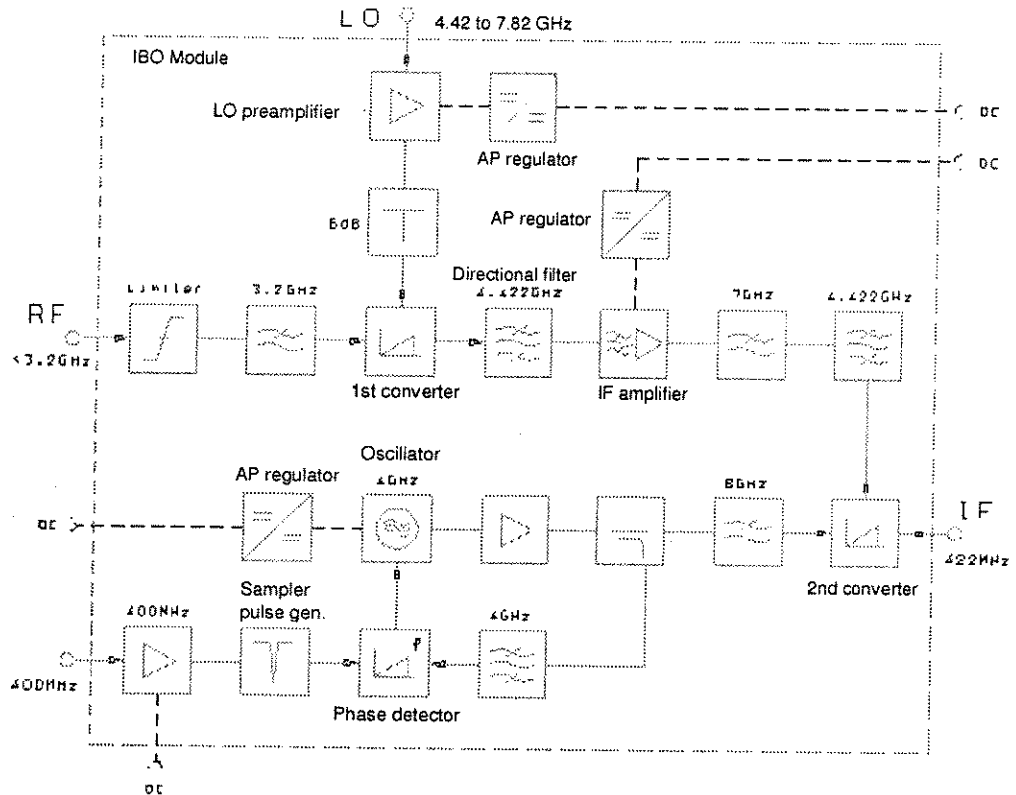 LO
4.42 to 7.82 GHz
IBO Module
LO preamplifier
AP regulator
DC
DC
6dB
AP regulator
Directional filter
Limiter
3.2GHz
4.422GHz
7GHz
4.422GHz
RF
<3.2GHz
1st converter
IF amplifier
Oscillator
AP regulator
4GHz
8GHz
IF
DC
422MHz
Sampler
pulse gen.
2nd converter
400MHz
4GHz
P
400MHz
Phase detector
DC